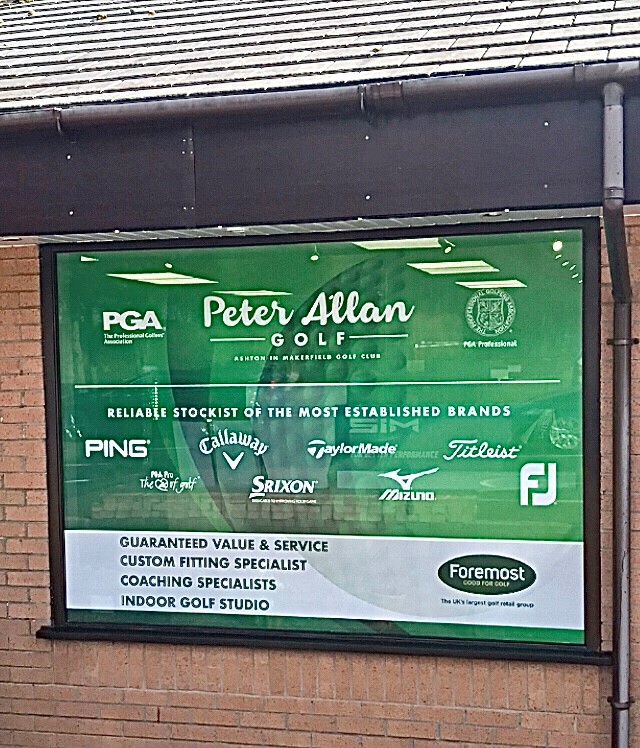 PGA
The Professional Golfers'
Association
Peter Allan
GOLF
ASHTON IN MAKERFIELD GOLF CLUB
PGA Professional
RELIABLE STOCKIST OF THE MOST ESTABLISHED BRANDS
SIM
PING
Callaway
TaylorMade
Titleist
PGA Pro
of golf
SRIXON
MIZUNO
FJ
GUARANTEED VALUE & SERVICE
CUSTOM FITTING SPECIALIST
COACHING SPECIALISTS
INDOOR GOLF STUDIO
Foremost
GOOD FOR GOLF
The UK's largest golf retail group